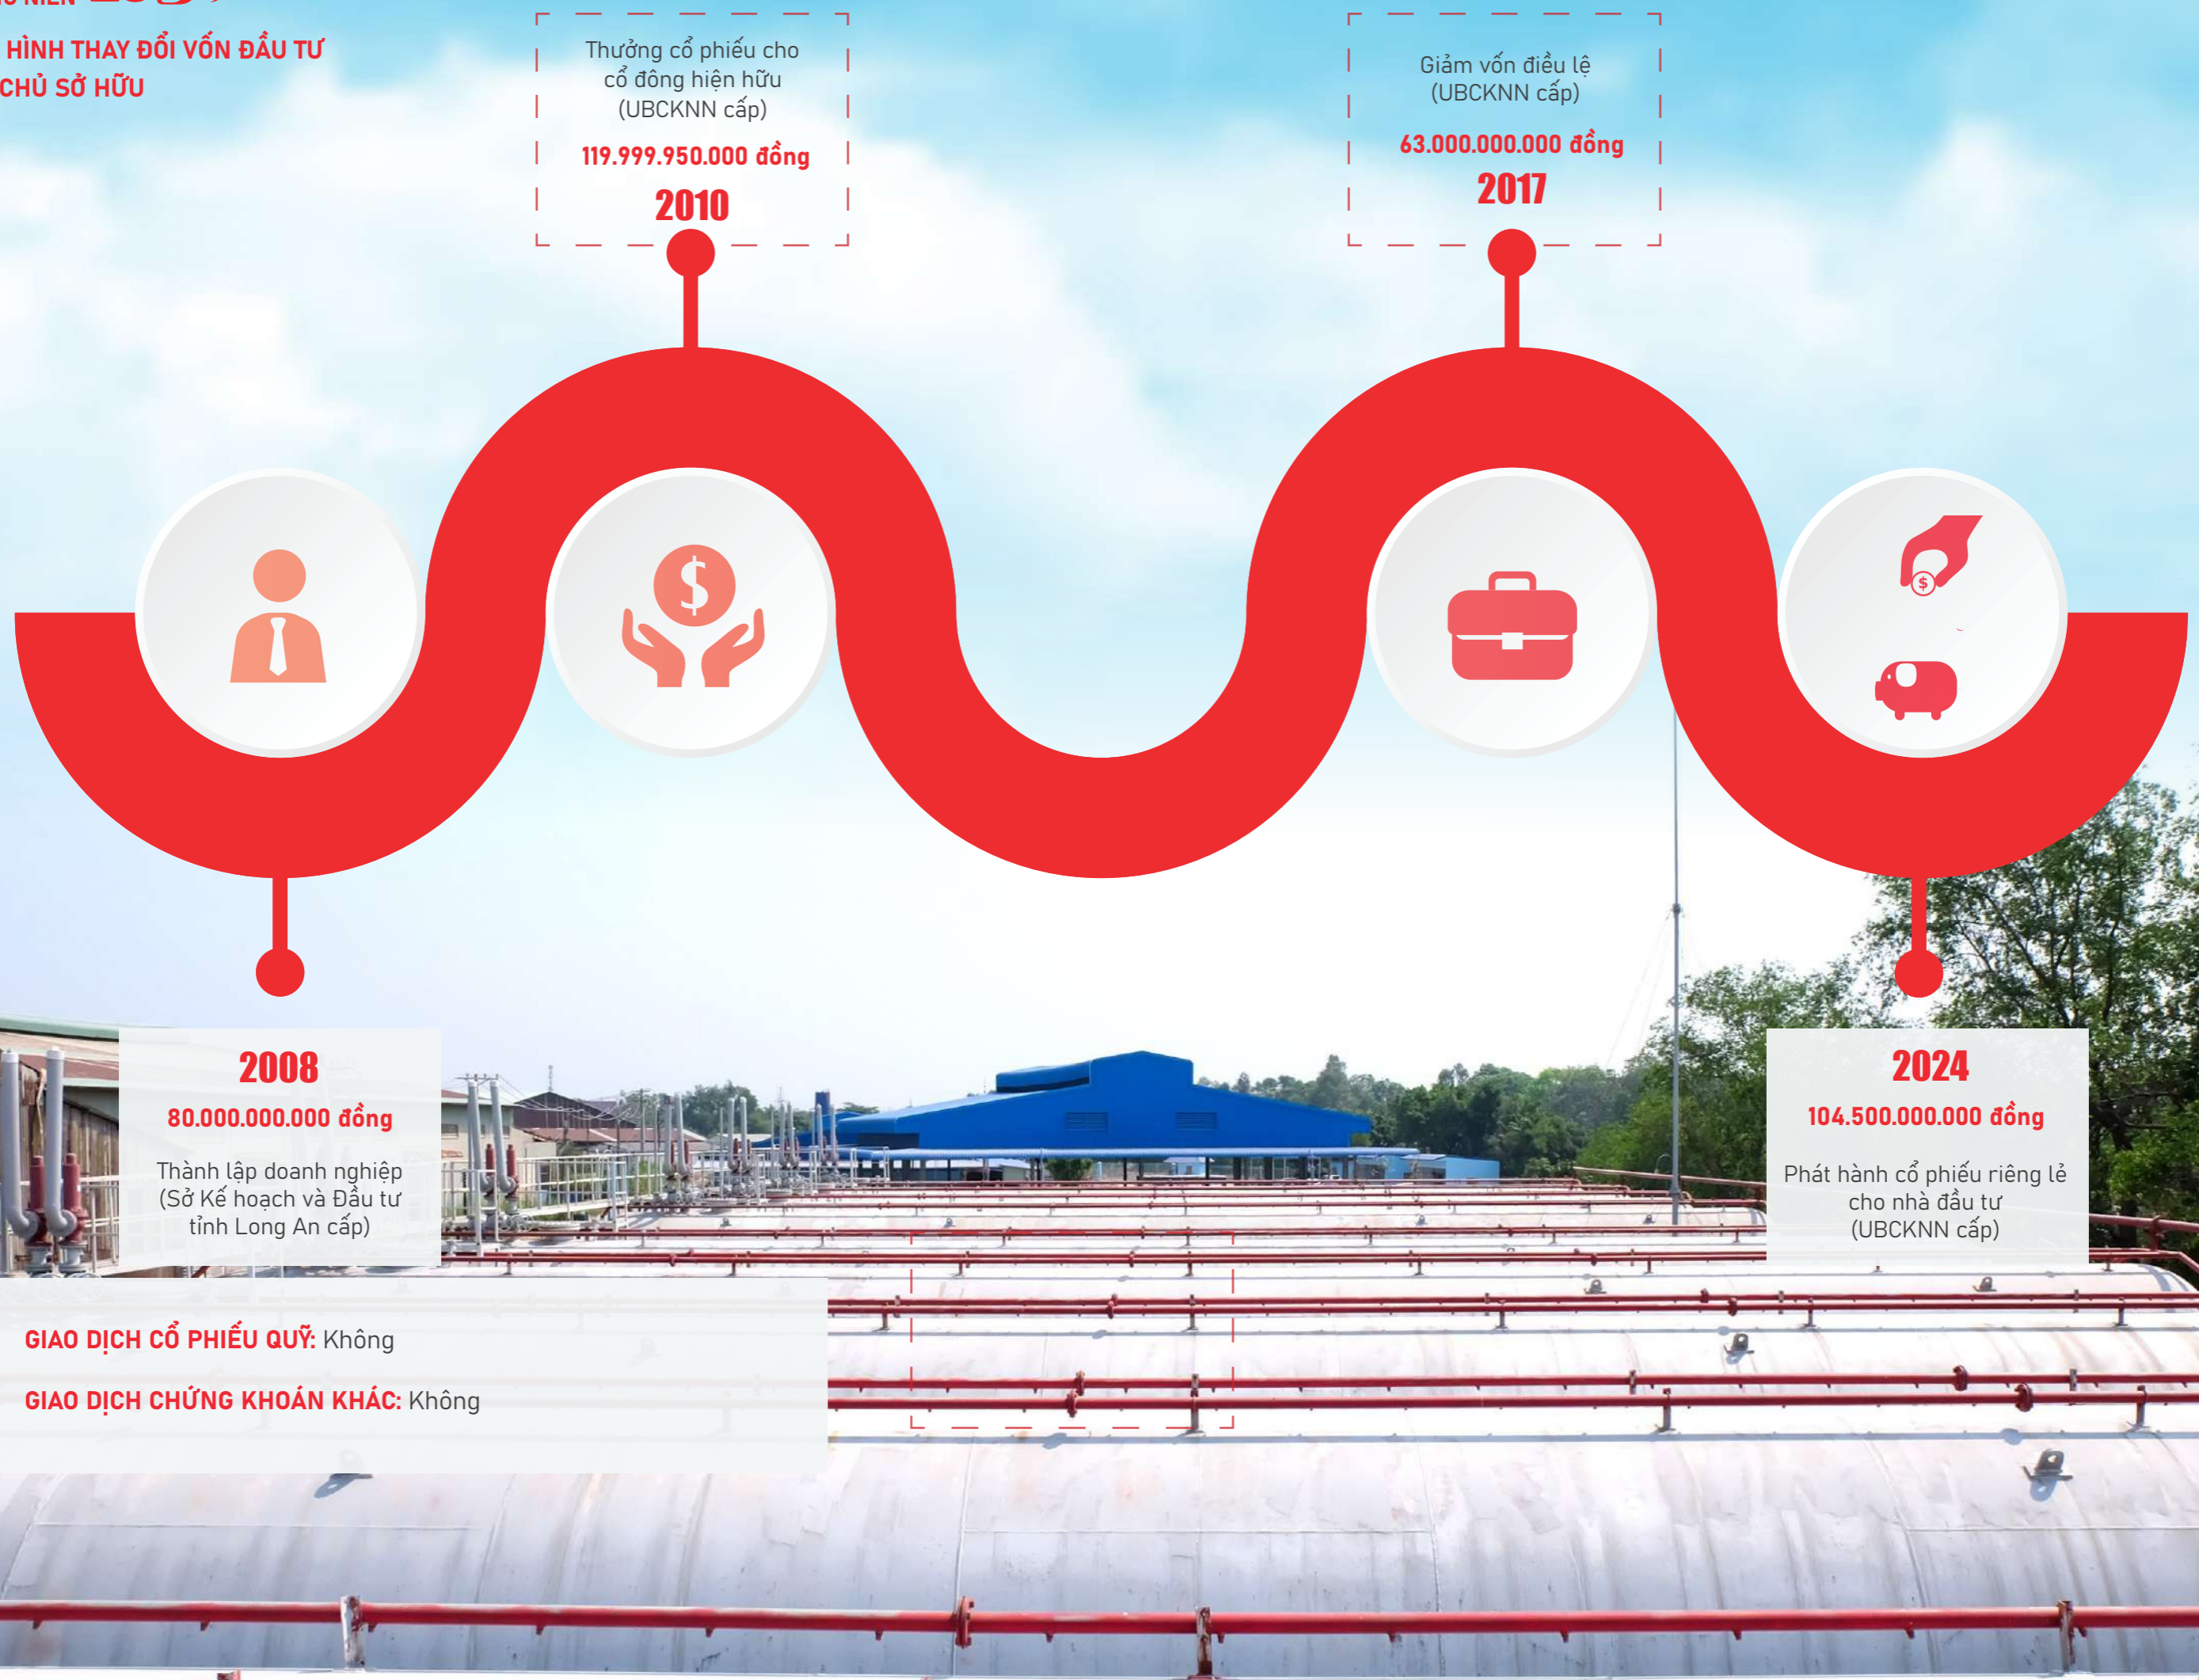 HÌNH THAY ĐỔI VỐN ĐẦU TƯ
CHỦ SỞ HỮU
Thưởng cổ phiếu cho
cổ đông hiện hữu
(UBCKNN cấp)
119.999.950.000 đồng
2010
Giảm vốn điều lệ
(UBCKNN cấp)
63.000.000.000 đồng
2017
$
$
2008
80.000.000.000 đồng
Thành lập doanh nghiệp
(Sở Kế hoạch và Đầu tư
tỉnh Long An cấp)
2024
104.500.000.000 đồng
Phát hành cổ phiếu riêng lẻ
cho nhà đầu tư
(UBCKNN cấp)
GIAO DỊCH CỔ PHIẾU QUỸ: Không
GIAO DỊCH CHỨNG KHOÁN KHÁC: Không